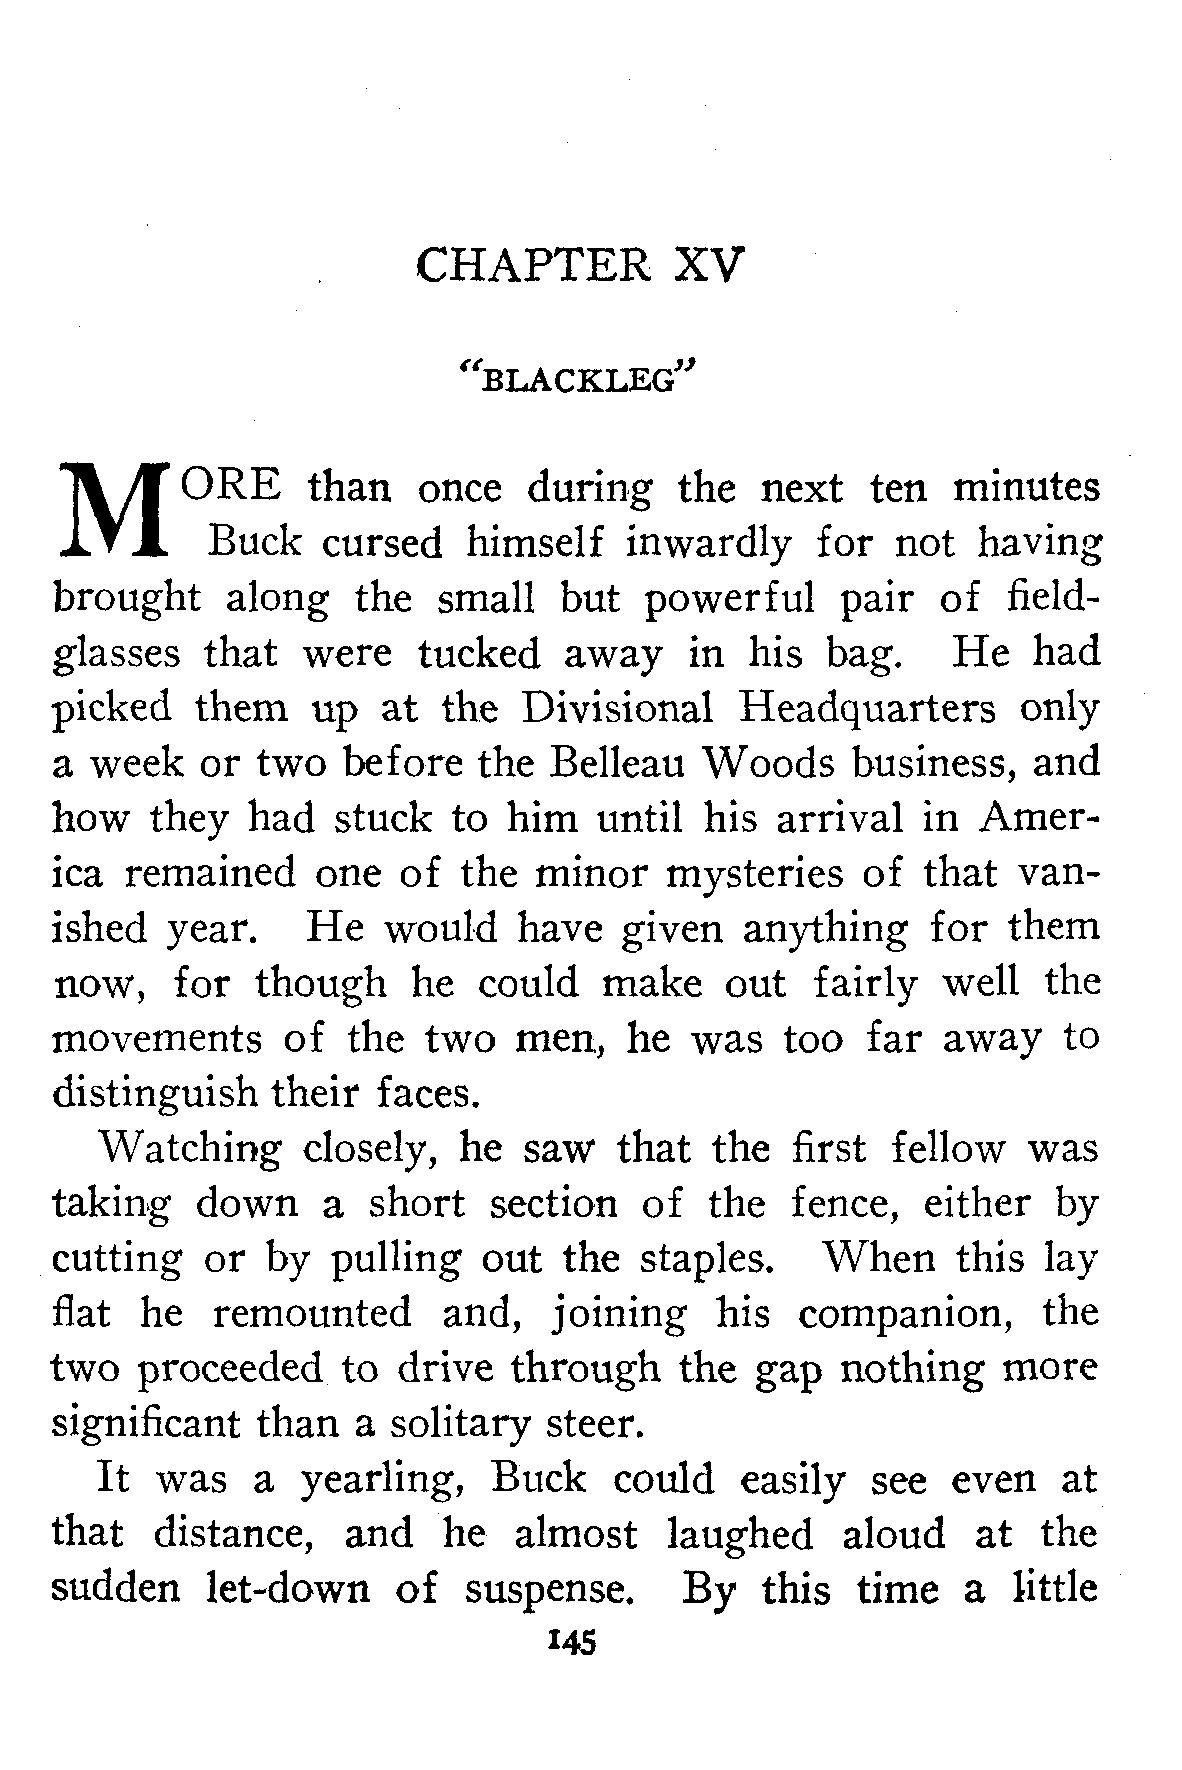 CHAPTER XV
“BLACKLEG”
MORE than once during the next ten minutes
Buck cursed himself inwardly for not having
brought along the small but powerful pair of field-
glasses that were tucked away in his bag. He had
picked them up at the Divisional Headquarters only
a week or two before the Belleau Woods business, and
how they had stuck to him until his arrival in Amer-
ica remained one of the minor mysteries of that van-
ished year. He would have given anything for them
now, for though he could make out fairly well the
movements of the two men, he was too far away to
distinguish their faces.
Watching closely, he saw that the first fellow was
taking down a short section of the fence, either by
cutting or by pulling out the staples. When this lay
flat he remounted and, joining his companion, the
two proceeded to drive through the gap nothing more
significant than a solitary steer.
It was a yearling, Buck could easily see even at
that distance, and he almost laughed aloud at the
sudden let-down of suspense. By this time a little
145